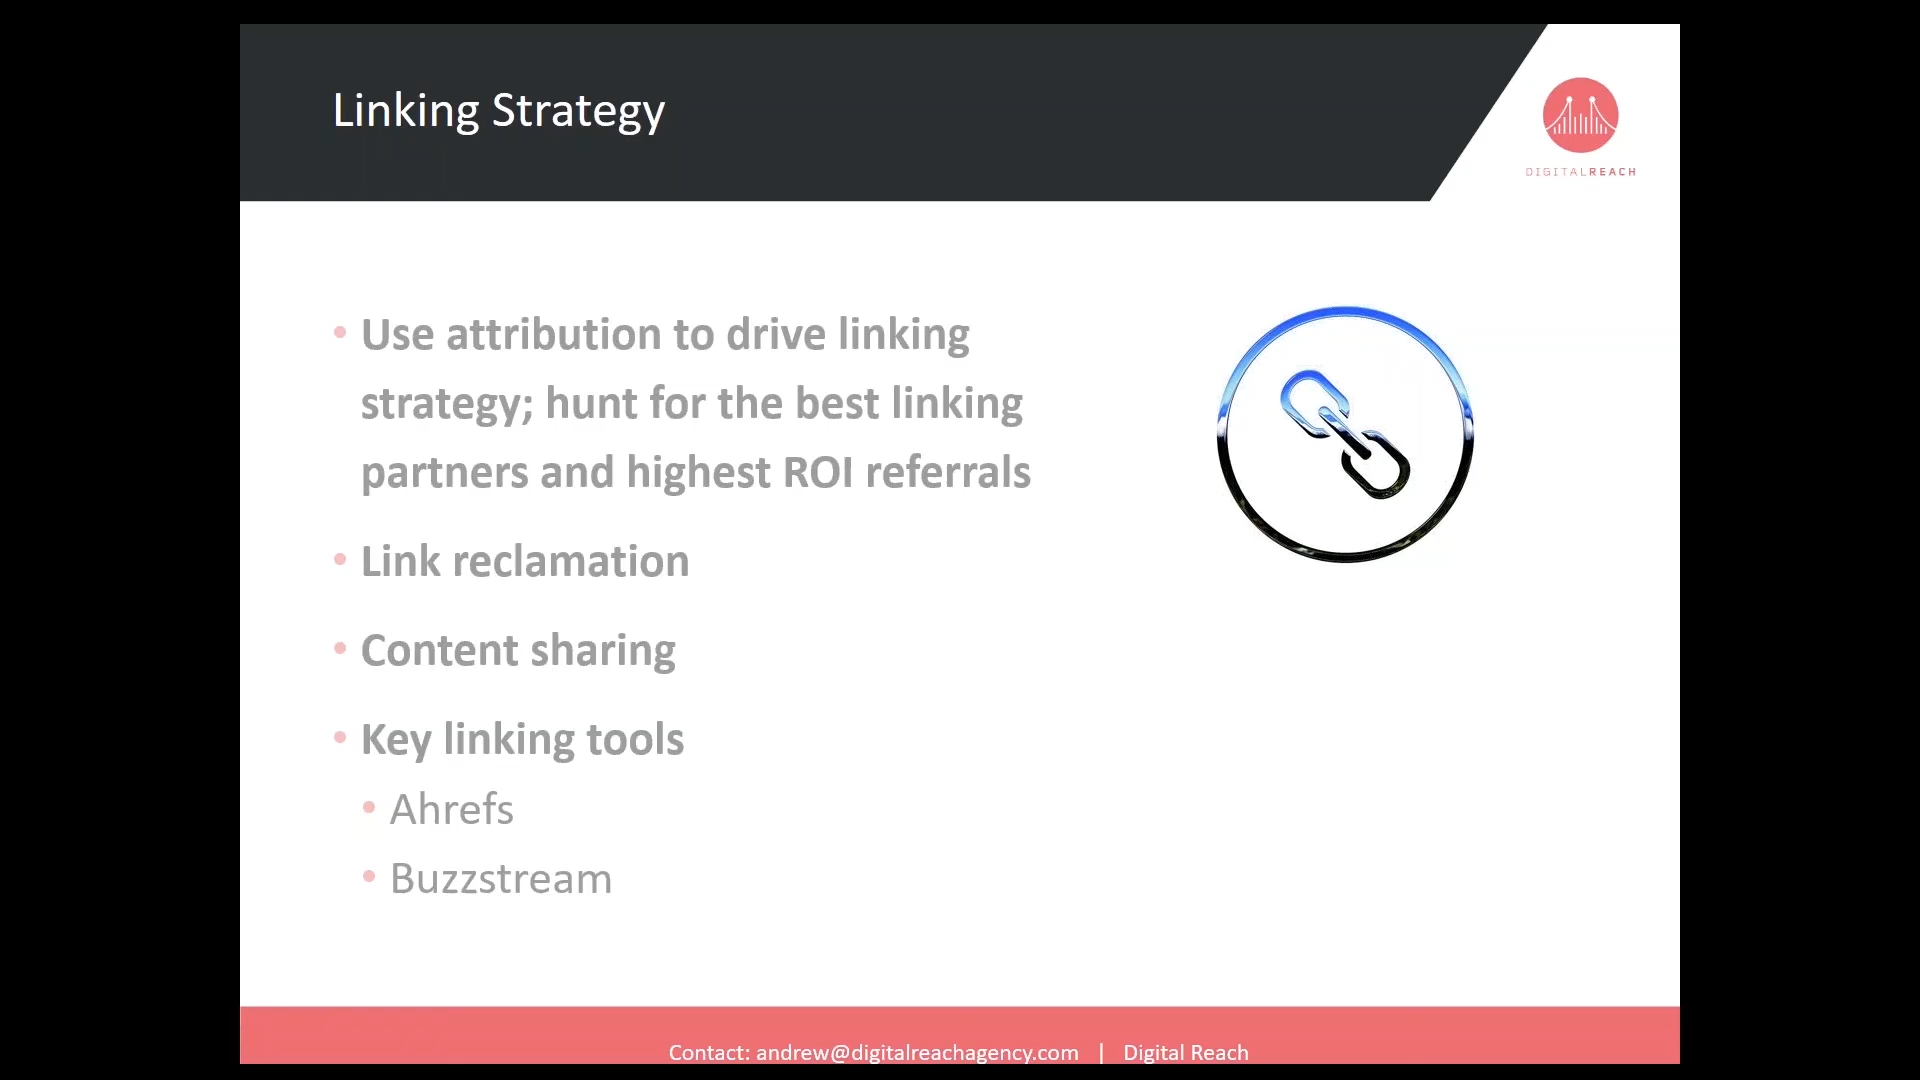 Linking Strategy
DIGITALREACH
• Use attribution to drive linking
strategy; hunt for the best linking
partners and highest ROI referrals
• Link reclamation
• Content sharing
• Key linking tools
• Ahrefs
• Buzzstream
Contact: andrew@digitalreachagency.com | Digital Reach